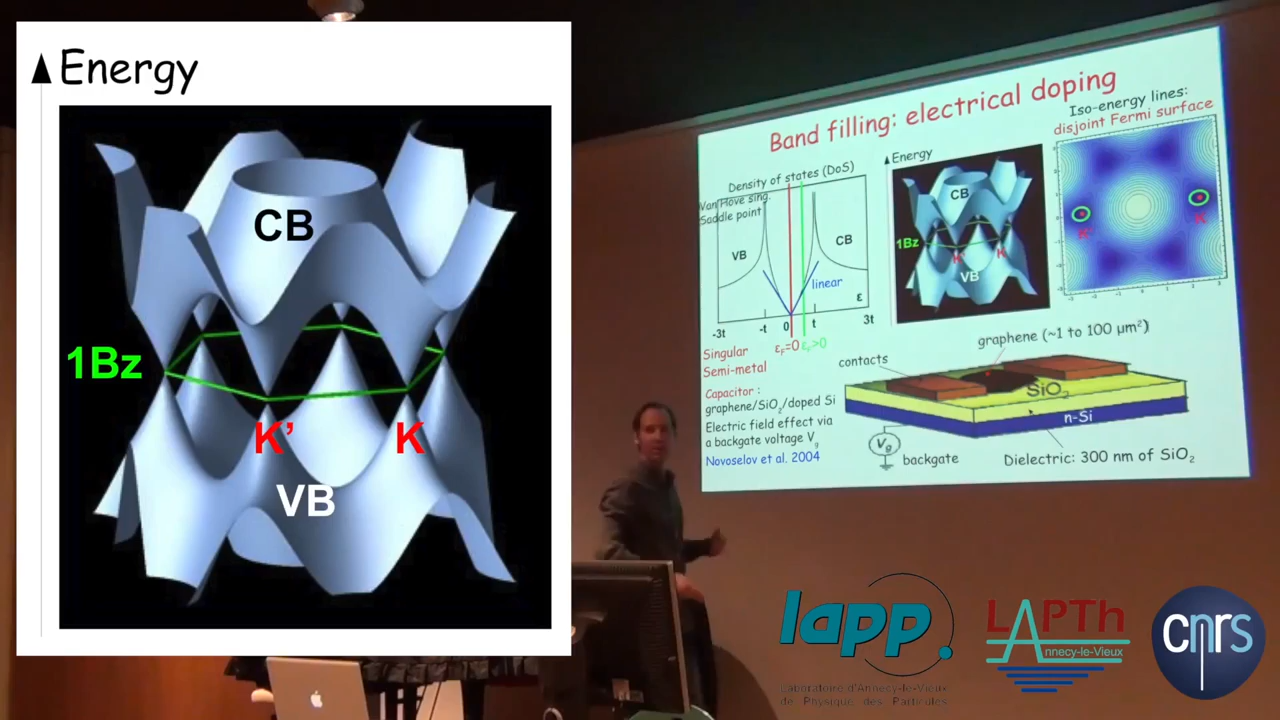 Energy
CB
1Bz
K’
K
VB
Band filling: electrical doping
Density of states (DoS)
Van Hove sing.
Saddle point
VB
CB
linear
ε
-3t
-t
0
t
3t
εF=0
εF>0
Singular
Semi-metal
Capacitor :
graphene/SiO2/doped Si
Electric field effect via
a backgate voltage Vg
Novoselov et al. 2004
Energy
CB
1Bz
K'
K
VB
Iso-energy lines:
disjoint Fermi surface
K'
K
contacts
graphene (~1 to 100 µm²)
SiO2
n-Si
Vg
backgate
Dielectric: 300 nm of SiO2
lapp
Laboratoire d'Annecy-le-Vieux
de Physique des Particules
LAPTh
Annecy-le-Vieux
cnrs